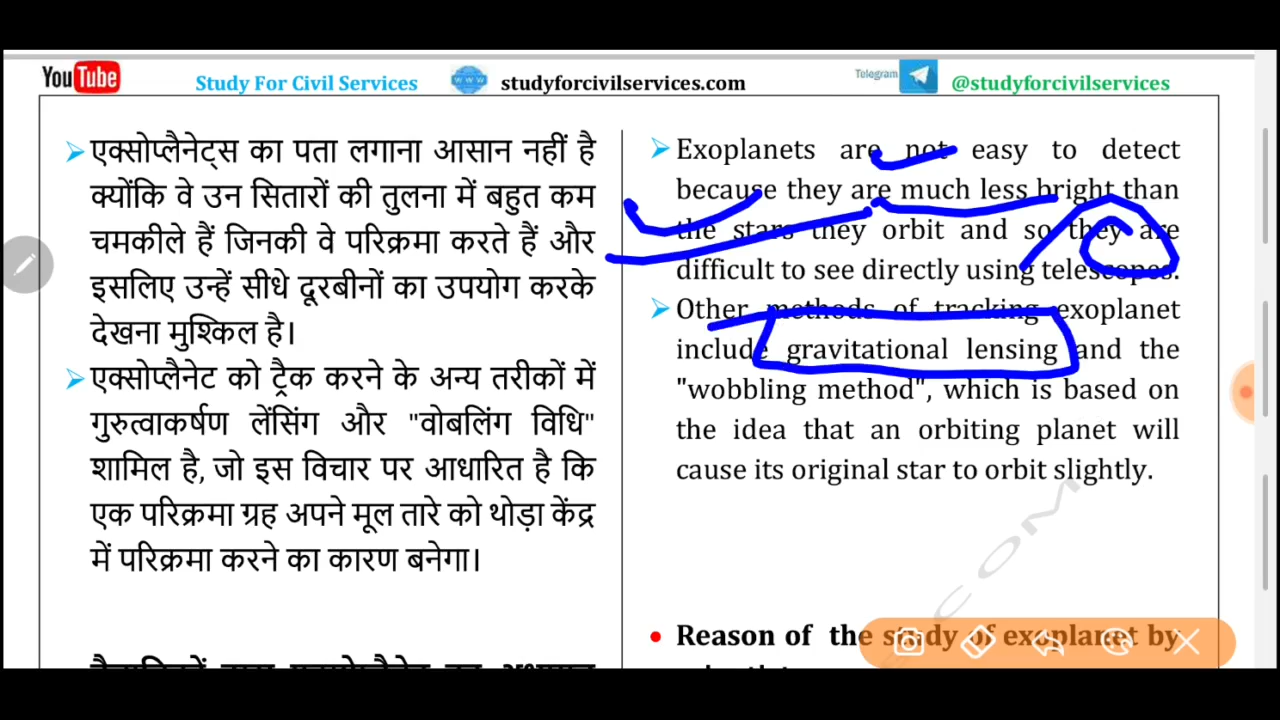 YouTube Study For Civil Services www studyforcivilservices.com Telegram @studyforcivilservices
एक्सोप्लैनेट्स का पता लगाना आसान नहीं है
क्योंकि वे उन सितारों की तुलना में बहुत कम
चमकीले हैं जिनकी वे परिक्रमा करते हैं और
इसलिए उन्हें सीधे दूरबीनों का उपयोग करके
देखना मुश्किल है।
एक्सोप्लैनेट को ट्रैक करने के अन्य तरीकों में
गुरुत्वाकर्षण लेंसिंग और "वोबलिंग विधि"
शामिल है, जो इस विचार पर आधारित है कि
एक परिक्रमा ग्रह अपने मूल तारे को थोड़ा केंद्र
में परिक्रमा करने का कारण बनेगा।
Exoplanets are not easy to detect
because they are much less bright than
the stars they orbit and so they are
difficult to see directly using telescopes.
Other methods of tracking exoplanet
include gravitational lensing and the
"wobbling method", which is based on
the idea that an orbiting planet will
cause its original star to orbit slightly.
Reason of the study of exoplanet by
COM